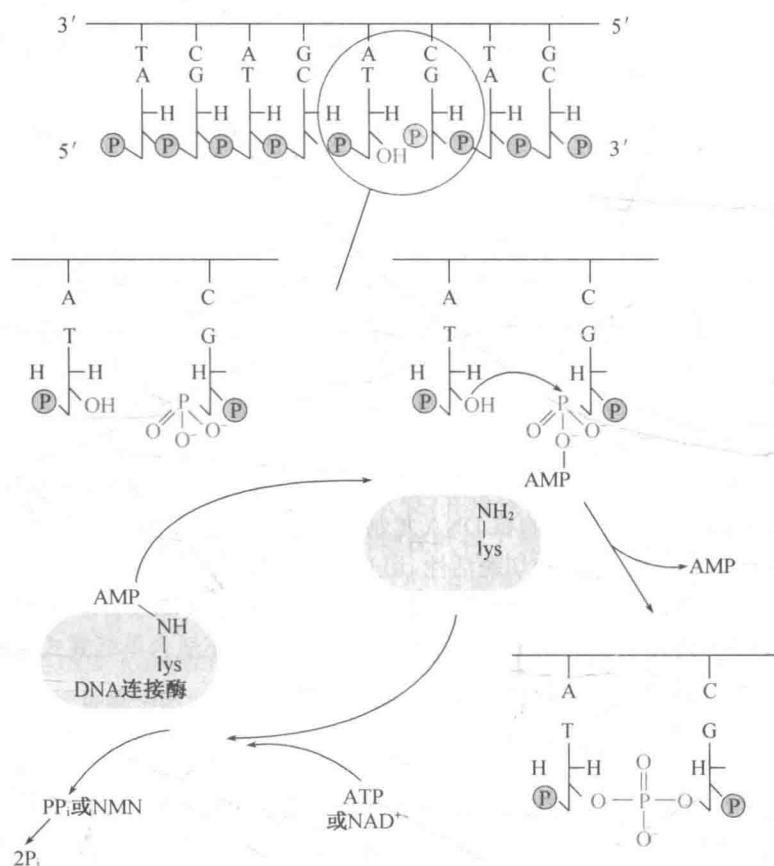 3′ 5′
T C A G A C T G
A G T C T G A C
H H H H H H H H
5′ P P P P P P P P P 3′
OH
A C
T G
H H
P OH P P
O O⁻ O⁻
A C
T G
H H H
P OH P P
O O⁻ O⁻
AMP
NH₂
lys
AMP
AMP
NH
lys
DNA连接酶
A C
T G
H H O H
P O P O P
O⁻
PPᵢ或NMN
2Pᵢ
ATP
或NAD⁺